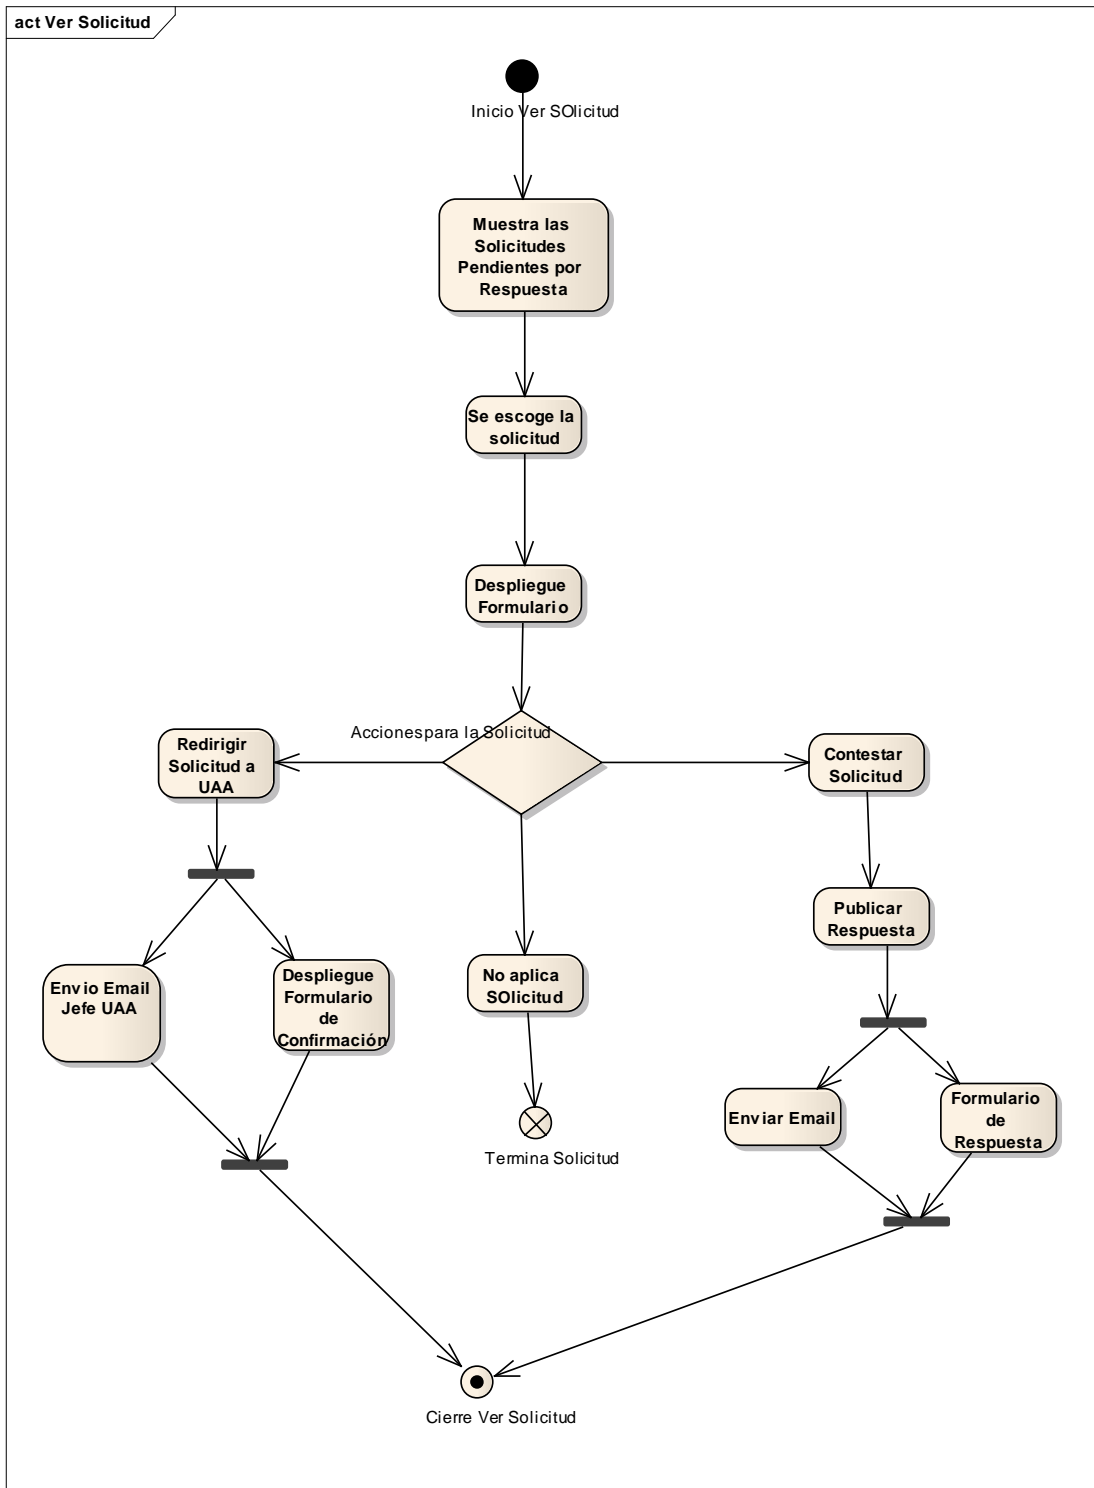 act Ver Solicitud
Inicio Ver SOlicitud
Muestra las
Solicitudes
Pendientes por
Respuesta
Se escoge la
solicitud
Despliegue
Formulario
Acciones para la Solicitud
Redirigir
Solicitud a
UAA
Contestar
Solicitud
Publicar
Respuesta
Envio Email
Jefe UAA
Despliegue
Formulario
de
Confirmación
No aplica
SOlicitud
Termina Solicitud
Enviar Email
Formulario
de
Respuesta
Cierre Ver Solicitud